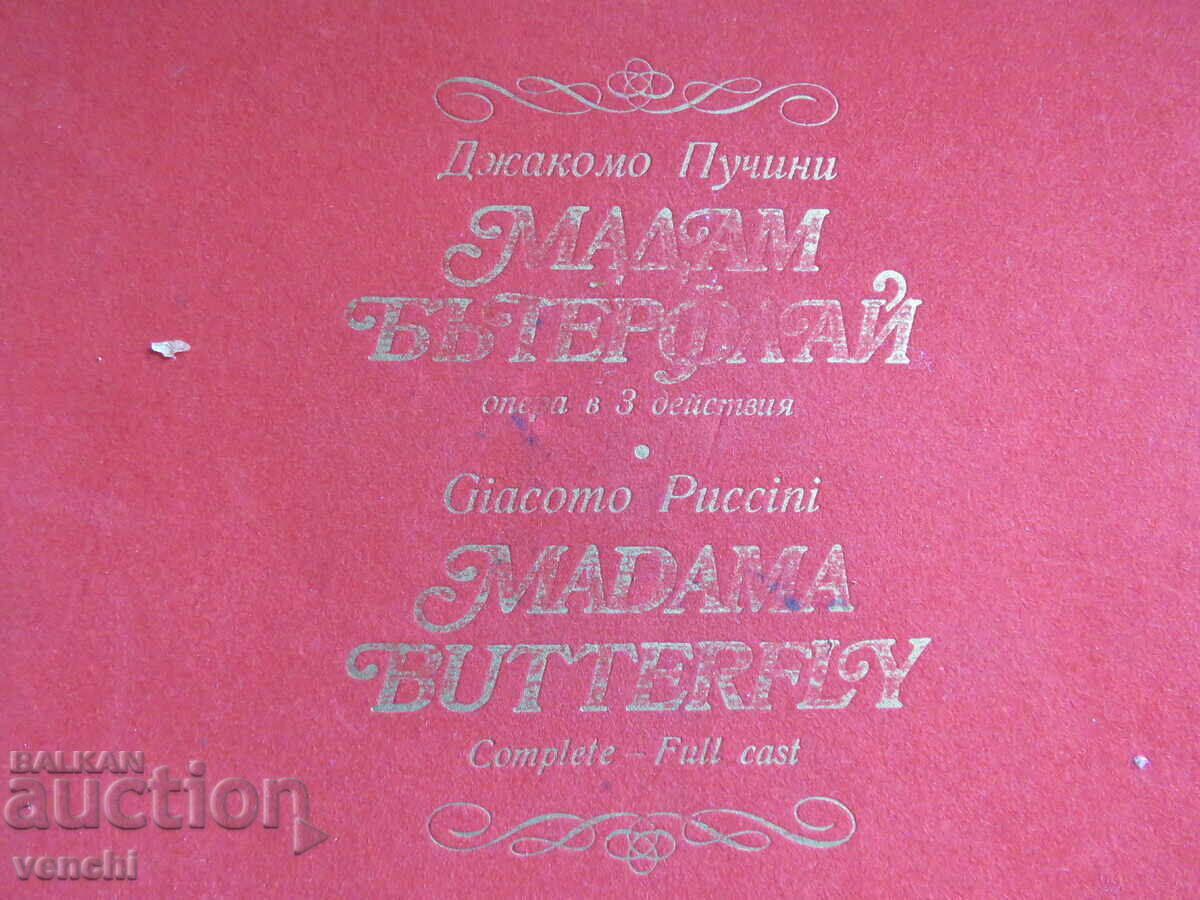 Джакомо Пучини
МАДАМ
БЪТЕРФЛАЙ
опера в 3 действия
Giacomo Puccini
MADAMA
BUTTERFLY
Complete – Full cast
BALKAN
auction
venchi